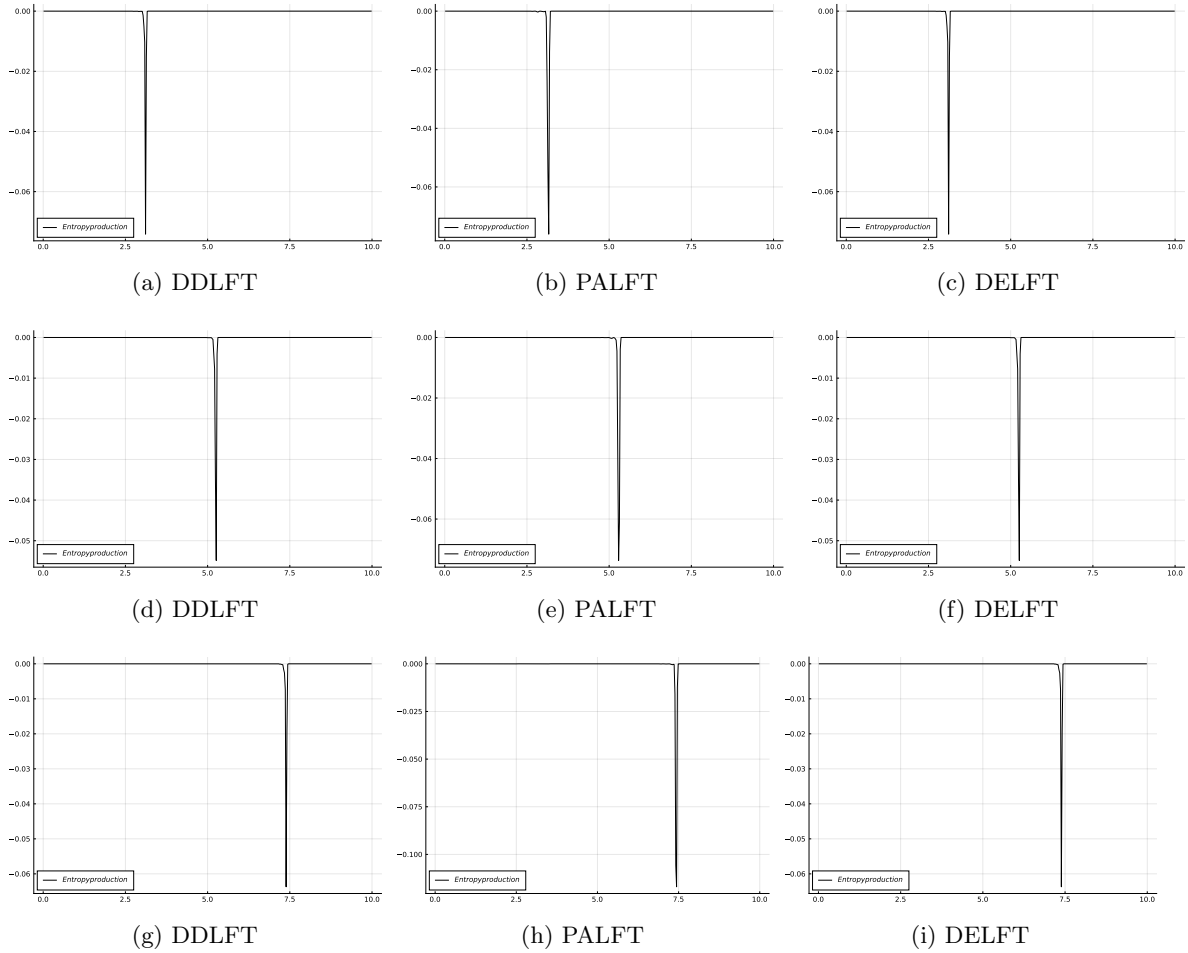 0.00 0.00 0.00
−0.02 −0.02 −0.02
−0.04 −0.04 −0.04
−0.06 −0.06 −0.06
Entropyproduction Entropyproduction Entropyproduction
0.0 2.5 5.0 7.5 10.0 0.0 2.5 5.0 7.5 10.0 0.0 2.5 5.0 7.5 10.0
(a) DDLFT (b) PALFT (c) DELFT
0.00 0.00 0.00
−0.01 −0.01
−0.02 −0.02 −0.02
−0.03 −0.03
−0.04 −0.04 −0.04
−0.05 −0.06 −0.05
Entropyproduction Entropyproduction Entropyproduction
0.0 2.5 5.0 7.5 10.0 0.0 2.5 5.0 7.5 10.0 0.0 2.5 5.0 7.5 10.0
(d) DDLFT (e) PALFT (f) DELFT
0.00 0.000 0.00
−0.01 −0.025 −0.01
−0.02 −0.02
−0.03 −0.050 −0.03
−0.04 −0.075 −0.04
−0.05 −0.05
−0.06 −0.100 −0.06
Entropyproduction Entropyproduction Entropyproduction
0.0 2.5 5.0 7.5 10.0 0.0 2.5 5.0 7.5 10.0 0.0 2.5 5.0 7.5 10.0
(g) DDLFT (h) PALFT (i) DELFT